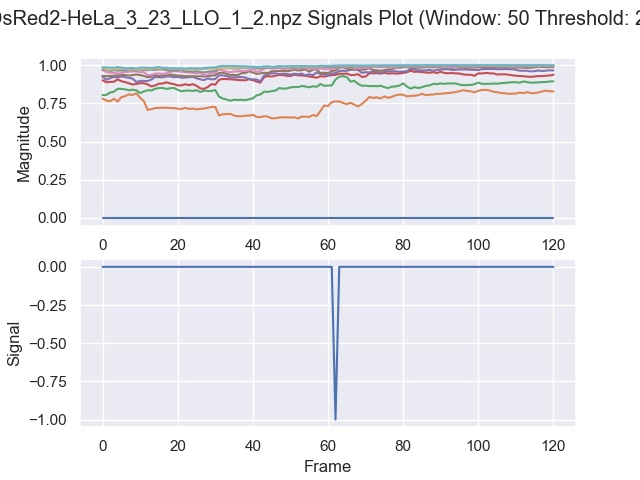 sRed2-HeLa_3_23_LLO_1_2.npz Signals Plot (Window: 50 Threshold: 2
1.00
0.75
0.50
0.25
0.00
Magnitude
0 20 40 60 80 100 120
0.00
−0.25
−0.50
−0.75
−1.00
Signal
0 20 40 60 80 100 120
Frame